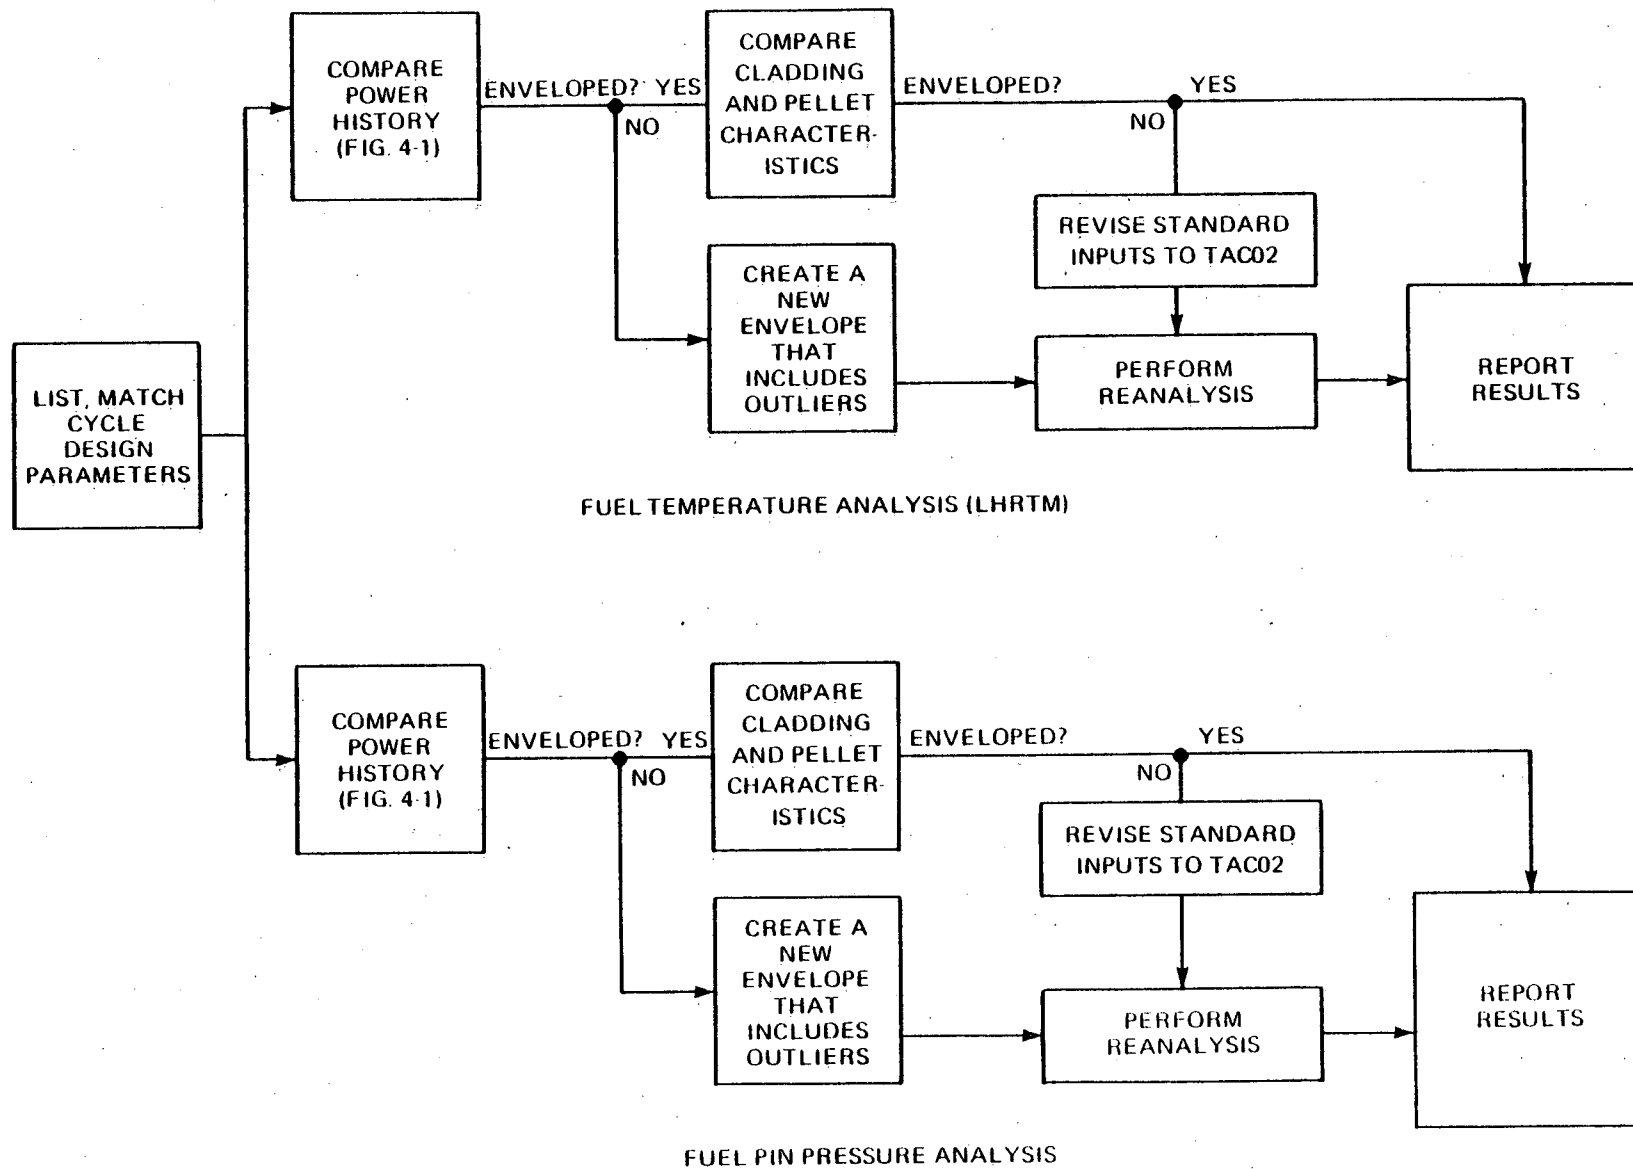 COMPARE
POWER
HISTORY
(FIG. 4-1)
ENVELOPED? YES
NO
COMPARE
CLADDING
AND PELLET
CHARACTER-
ISTICS
ENVELOPED?
YES
NO
REVISE STANDARD
INPUTS TO TACO2
CREATE A
NEW
ENVELOPE
THAT
INCLUDES
OUTLIERS
PERFORM
REANALYSIS
REPORT
RESULTS
LIST, MATCH
CYCLE
DESIGN
PARAMETERS
FUEL TEMPERATURE ANALYSIS (LHRTM)
COMPARE
POWER
HISTORY
(FIG. 4-1)
ENVELOPED? YES
NO
COMPARE
CLADDING
AND PELLET
CHARACTER-
ISTICS
ENVELOPED?
YES
NO
REVISE STANDARD
INPUTS TO TACO2
CREATE A
NEW
ENVELOPE
THAT
INCLUDES
OUTLIERS
PERFORM
REANALYSIS
REPORT
RESULTS
FUEL PIN PRESSURE ANALYSIS